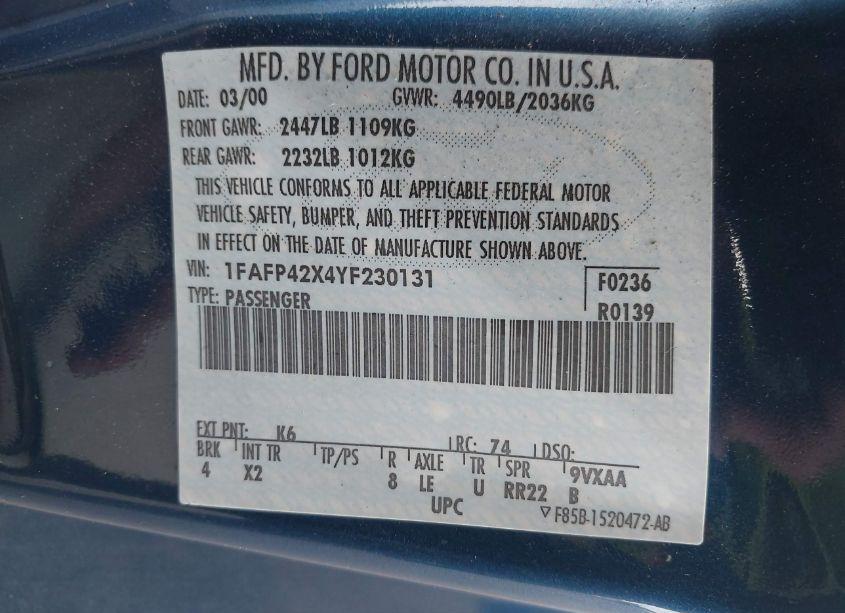 MFD. BY FORD MOTOR CO. IN U.S.A.
DATE: 03/00 GVWR: 4490LB/2036KG
FRONT GAWR: 2447LB 1109KG
REAR GAWR: 2232LB 1012KG
THIS VEHICLE CONFORMS TO ALL APPLICABLE FEDERAL MOTOR
VEHICLE SAFETY, BUMPER, AND THEFT PREVENTION STANDARDS
IN EFFECT ON THE DATE OF MANUFACTURE SHOWN ABOVE.
VIN: 1FAFP42X4YF230131 F0236
TYPE: PASSENGER R0139
EXT PNT: K6 RC: 74 DSO:
BRK INT TR TP/PS R AXLE TR SPR 9VXAA
4 X2 8 LE U RR22 B
UPC ▽F85B-1520472-AB